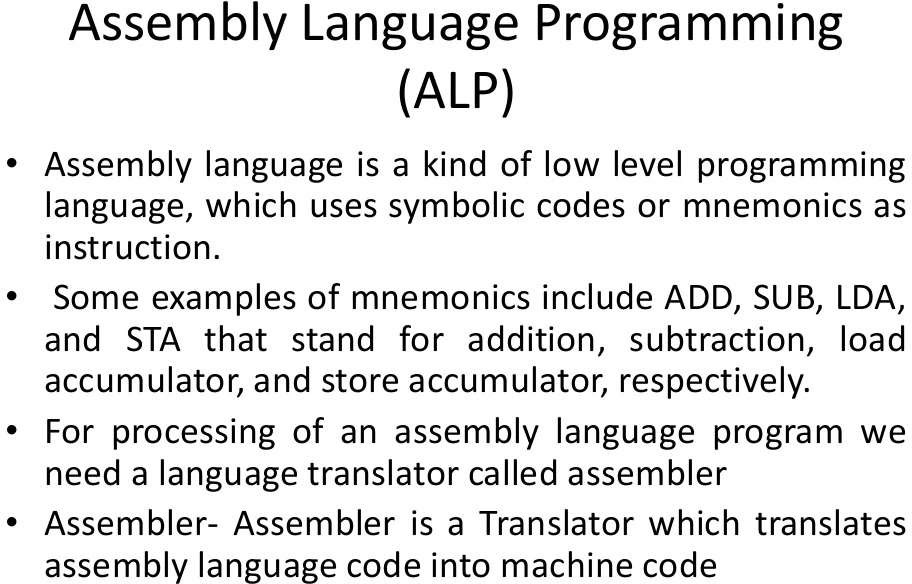 Assembly Language Programming
(ALP)
• Assembly language is a kind of low level programming
language, which uses symbolic codes or mnemonics as
instruction.
• Some examples of mnemonics include ADD, SUB, LDA,
and STA that stand for addition, subtraction, load
accumulator, and store accumulator, respectively.
• For processing of an assembly language program we
need a language translator called assembler
• Assembler- Assembler is a Translator which translates
assembly language code into machine code